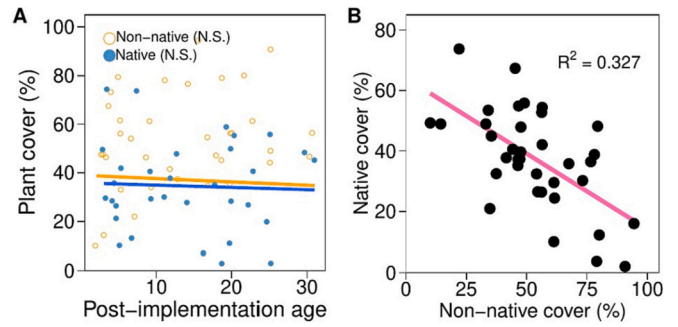 A
Plant cover (%)
100
80
60
40
20
0
Non−native (N.S.)
Native (N.S.)
10
20
30
Post−implementation age
B
Native cover (%)
80
60
40
20
0
R² = 0.327
0
25
50
75
100
Non−native cover (%)